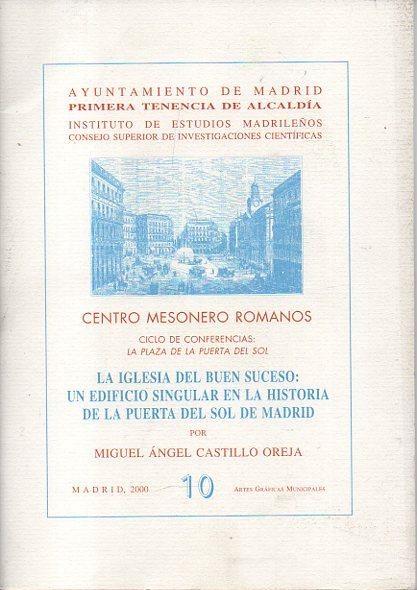 AYUNTAMIENTO DE MADRID
PRIMERA TENENCIA DE ALCALDÍA
INSTITUTO DE ESTUDIOS MADRILEÑOS
CONSEJO SUPERIOR DE INVESTIGACIONES CIENTÍFICAS
CENTRO MESONERO ROMANOS
CICLO DE CONFERENCIAS:
LA PLAZA DE LA PUERTA DEL SOL
LA IGLESIA DEL BUEN SUCESO:
UN EDIFICIO SINGULAR EN LA HISTORIA
DE LA PUERTA DEL SOL DE MADRID
POR
MIGUEL ÁNGEL CASTILLO OREJA
MADRID, 2000 10 ARTES GRÁFICAS MUNICIPALES